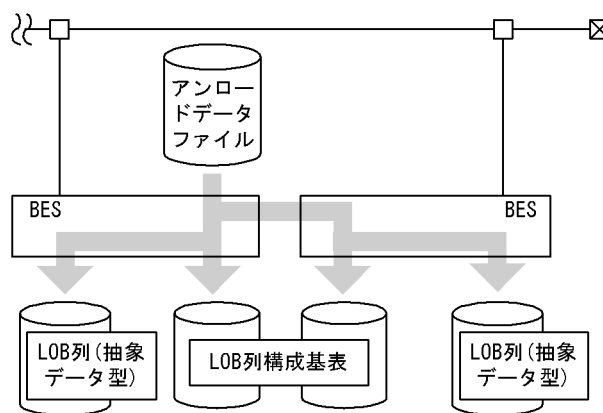 アンロー
ドデータ
ファイル
BES
BES
LOB列(抽象
データ型)
LOB列構成基表
LOB列(抽象
データ型)